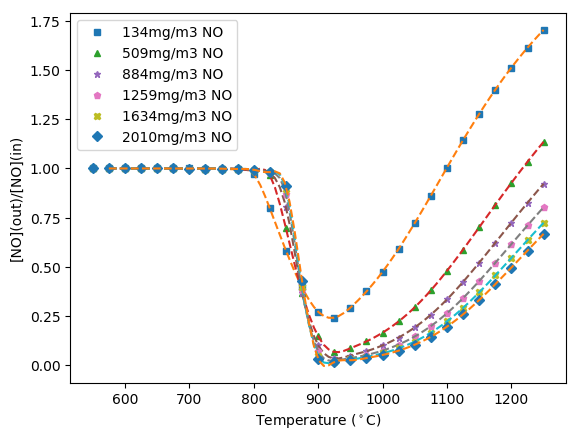 1.75
1.50
1.25
1.00
0.75
0.50
0.25
0.00
[NO](out)/[NO](in)
134mg/m3 NO
509mg/m3 NO
884mg/m3 NO
1259mg/m3 NO
1634mg/m3 NO
2010mg/m3 NO
600 700 800 900 1000 1100 1200
Temperature (°C)